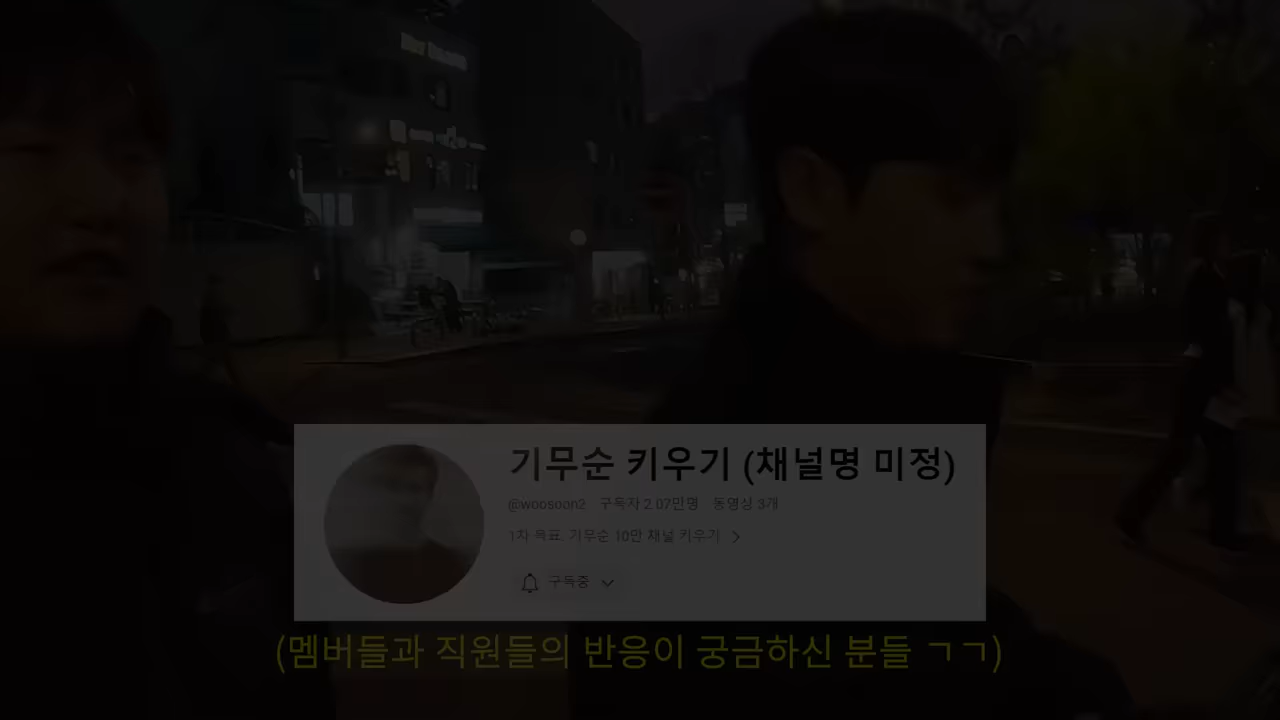 기무순 키우기 (채널명 미정)
@woosoon2 구독자 2.07만명 동영상 3개
1차 목표: 기무순 10만 채널 키우기
구독중
(멤버들과 직원들의 반응이 궁금하신 분들 ㄱㄱ)